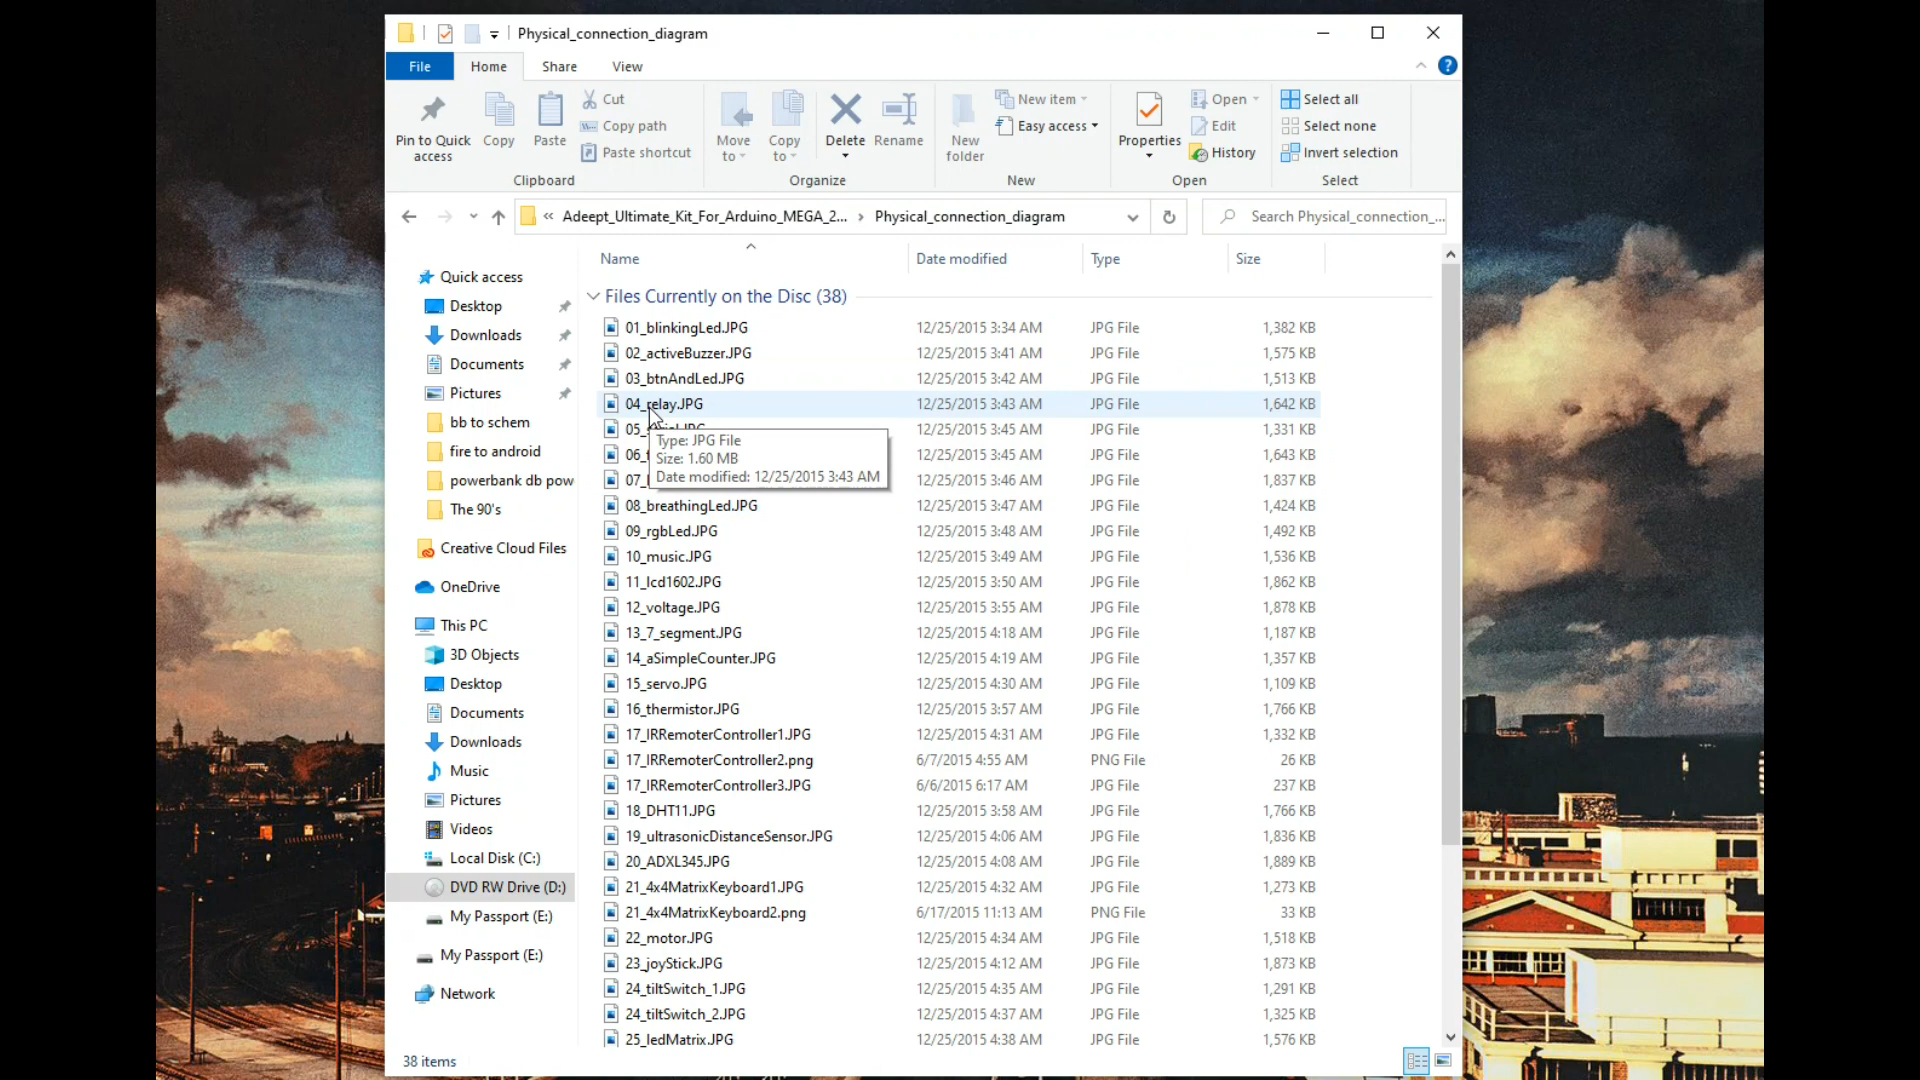 Physical_connection_diagram
File Home Share View
Pin to Quick access
Copy
Paste
Cut
Copy path
Paste shortcut
Clipboard
Move to
Copy to
Delete
Rename
Organize
New folder
New item
Easy access
New
Properties
Open
Edit
History
Open
Select all
Select none
Invert selection
Select
« Adeept_Ultimate_Kit_For_Arduino_MEGA_2... › Physical_connection_diagram
Search Physical_connection_...
Quick access
Desktop
Downloads
Documents
Pictures
bb to schem
fire to android
powerbank db pow
The 90's
Creative Cloud Files
OneDrive
This PC
3D Objects
Desktop
Documents
Downloads
Music
Pictures
Videos
Local Disk (C:)
DVD RW Drive (D:)
My Passport (E:)
My Passport (E:)
Network
Name Date modified Type Size
Files Currently on the Disc (38)
01_blinkingLed.JPG 12/25/2015 3:34 AM JPG File 1,382 KB
02_activeBuzzer.JPG 12/25/2015 3:41 AM JPG File 1,575 KB
03_btnAndLed.JPG 12/25/2015 3:42 AM JPG File 1,513 KB
04_relay.JPG 12/25/2015 3:43 AM JPG File 1,642 KB
12/25/2015 3:45 AM JPG File 1,331 KB
12/25/2015 3:45 AM JPG File 1,643 KB
12/25/2015 3:46 AM JPG File 1,837 KB
Type: JPG File
Size: 1.60 MB
Date modified: 12/25/2015 3:43 AM
08_breathingLed.JPG 12/25/2015 3:47 AM JPG File 1,424 KB
09_rgbLed.JPG 12/25/2015 3:48 AM JPG File 1,492 KB
10_music.JPG 12/25/2015 3:49 AM JPG File 1,536 KB
11_lcd1602.JPG 12/25/2015 3:50 AM JPG File 1,862 KB
12_voltage.JPG 12/25/2015 3:55 AM JPG File 1,878 KB
13_7_segment.JPG 12/25/2015 4:18 AM JPG File 1,187 KB
14_aSimpleCounter.JPG 12/25/2015 4:19 AM JPG File 1,357 KB
15_servo.JPG 12/25/2015 4:30 AM JPG File 1,109 KB
16_thermistor.JPG 12/25/2015 3:57 AM JPG File 1,766 KB
17_IRRemoterController1.JPG 12/25/2015 4:31 AM JPG File 1,332 KB
17_IRRemoterController2.png 6/7/2015 4:55 AM PNG File 26 KB
17_IRRemoterController3.JPG 6/6/2015 6:17 AM JPG File 237 KB
18_DHT11.JPG 12/25/2015 3:58 AM JPG File 1,766 KB
19_ultrasonicDistanceSensor.JPG 12/25/2015 4:06 AM JPG File 1,836 KB
20_ADXL345.JPG 12/25/2015 4:08 AM JPG File 1,889 KB
21_4x4MatrixKeyboard1.JPG 12/25/2015 4:32 AM JPG File 1,273 KB
21_4x4MatrixKeyboard2.png 6/17/2015 11:13 AM PNG File 33 KB
22_motor.JPG 12/25/2015 4:34 AM JPG File 1,518 KB
23_joyStick.JPG 12/25/2015 4:12 AM JPG File 1,873 KB
24_tiltSwitch_1.JPG 12/25/2015 4:35 AM JPG File 1,291 KB
24_tiltSwitch_2.JPG 12/25/2015 4:37 AM JPG File 1,325 KB
25_ledMatrix.JPG 12/25/2015 4:38 AM JPG File 1,576 KB
38 items